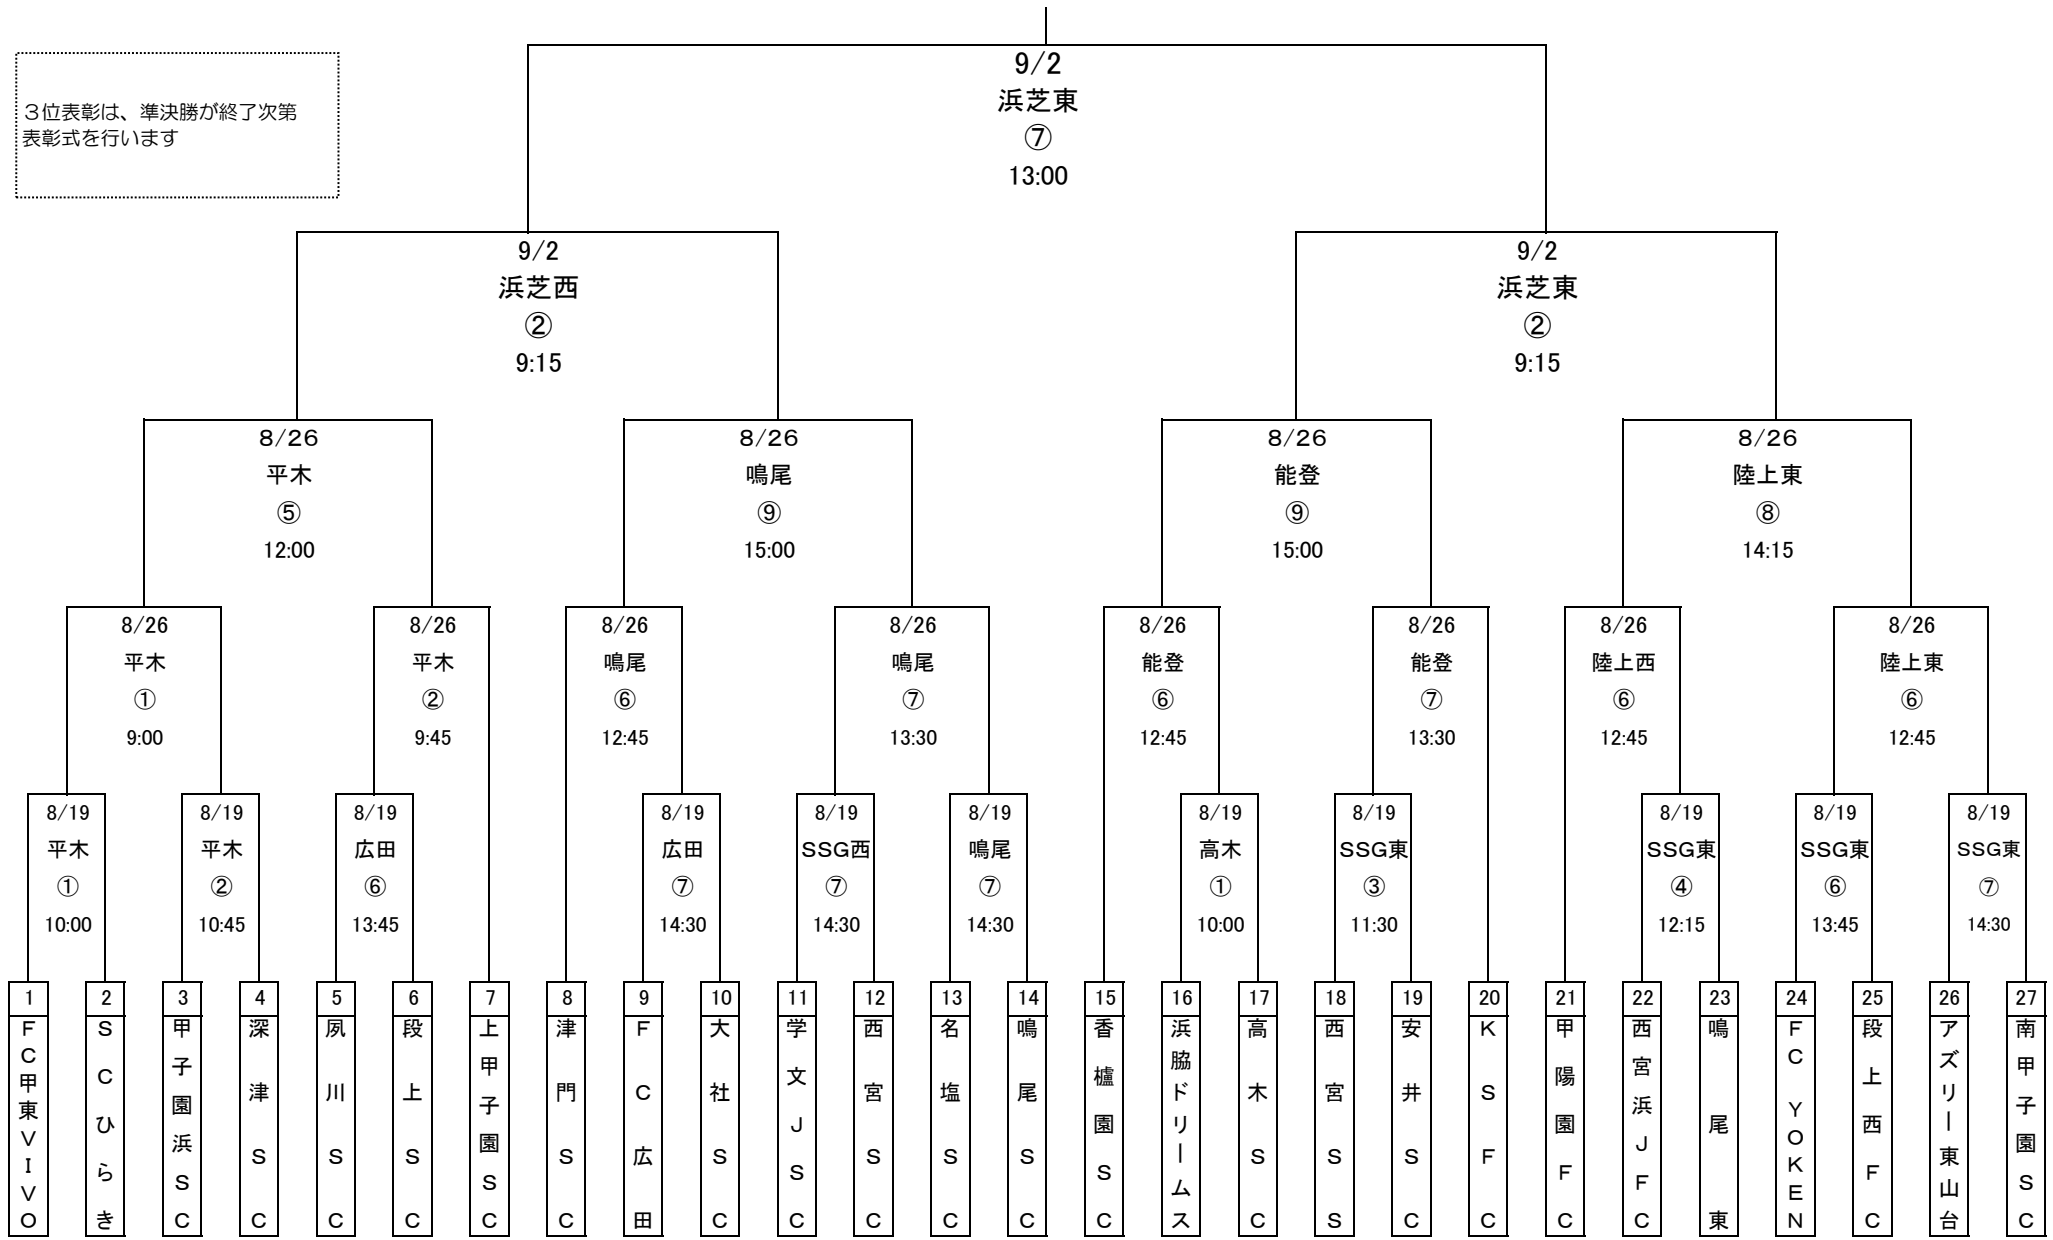 9/2
浜芝東
⑦
13:00
３位表彰は、準決勝が終了次第
表彰式を行います
9/2
浜芝西
②
9:15
9/2
浜芝東
②
9:15
8/26
平木
⑤
12:00
8/26
鳴尾
⑨
15:00
8/26
能登
⑨
15:00
8/26
陸上東
⑧
14:15
8/26
平木
①
9:00
8/26
平木
②
9:45
8/26
鳴尾
⑥
12:45
8/26
鳴尾
⑦
13:30
8/26
能登
⑥
12:45
8/26
能登
⑦
13:30
8/26
陸上西
⑥
12:45
8/26
陸上東
⑥
12:45
8/19
平木
①
10:00
8/19
平木
②
10:45
8/19
広田
⑥
13:45
8/19
広田
⑦
14:30
8/19
SSG西
⑦
14:30
8/19
鳴尾
⑦
14:30
8/19
高木
①
10:00
8/19
SSG東
③
11:30
8/19
SSG東
④
12:15
8/19
SSG東
⑥
13:45
8/19
SSG東
⑦
14:30
1
ＦＣ甲東ＶＩＶＯ
2
ＳＣひらき
3
甲子園浜ＳＣ
4
深津ＳＣ
5
夙川ＳＣ
6
段上ＳＣ
7
上甲子園ＳＣ
8
津門ＳＣ
9
ＦＣ広田
10
大社ＳＣ
11
学文ＪＳＣ
12
西宮ＳＣ
13
名塩ＳＣ
14
鳴尾ＳＣ
15
香櫨園ＳＣ
16
浜脇ドリームス
17
高木ＳＣ
18
西宮ＳＳ
19
安井ＳＣ
20
ＫＳＦＣ
21
甲陽園ＦＣ
22
西宮浜ＪＦＣ
23
鳴尾東
24
ＦＣ ＹＯＫＥＮ
25
段上西ＦＣ
26
アズリー東山台
27
南甲子園ＳＣ